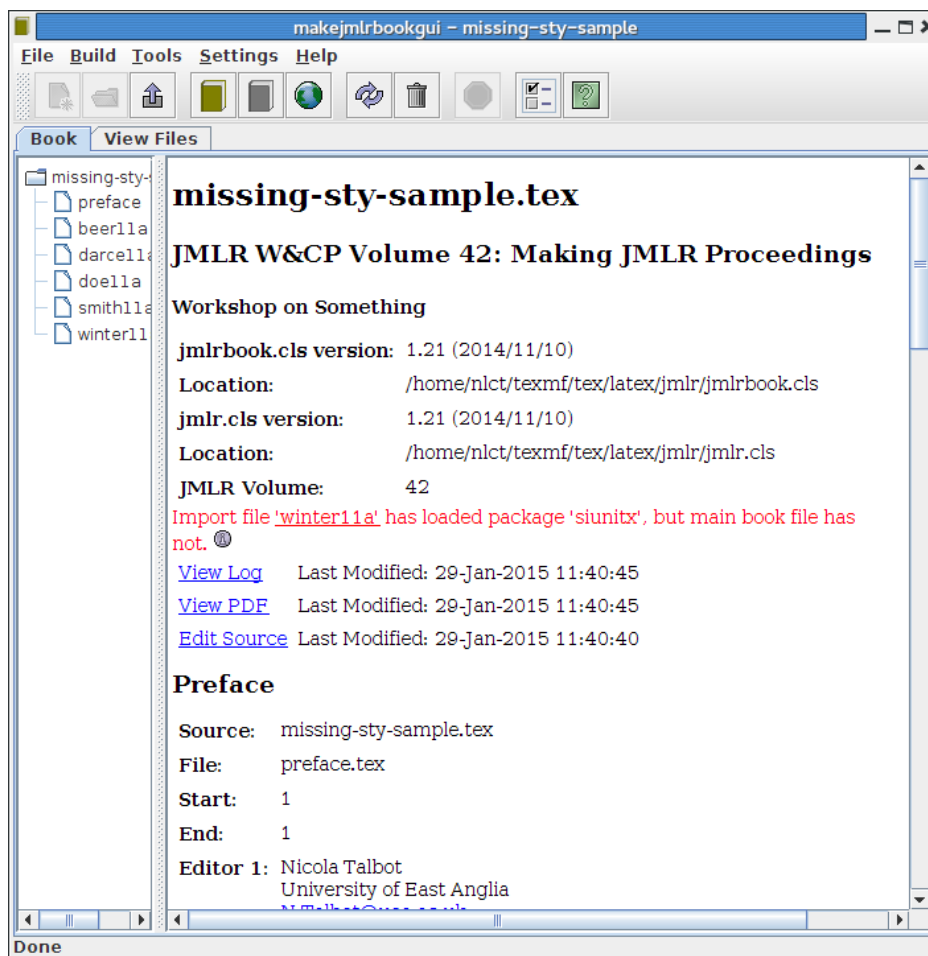 makejmlrbookgui – missing-sty-sample
File Build Tools Settings Help
Book View Files
missing-sty-
preface
beer11a
darcel1a
doe11a
smith11a
winter11
missing-sty-sample.tex
JMLR W&CP Volume 42: Making JMLR Proceedings
Workshop on Something
jmlrbook.cls version: 1.21 (2014/11/10)
Location: /home/nlct/texmf/tex/latex/jmlr/jmlrbook.cls
jmlr.cls version: 1.21 (2014/11/10)
Location: /home/nlct/texmf/tex/latex/jmlr/jmlr.cls
JMLR Volume: 42
Import file 'winter11a' has loaded package 'siunitx', but main book file has
not.
View Log Last Modified: 29-Jan-2015 11:40:45
View PDF Last Modified: 29-Jan-2015 11:40:45
Edit Source Last Modified: 29-Jan-2015 11:40:40
Preface
Source: missing-sty-sample.tex
File: preface.tex
Start: 1
End: 1
Editor 1: Nicola Talbot
University of East Anglia
Done